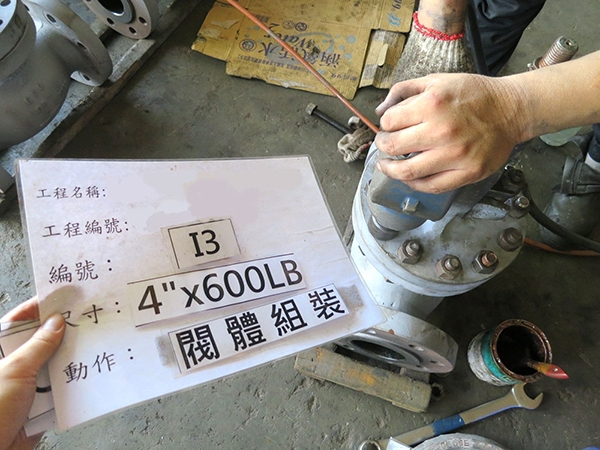 工程名稱:
工程編號:
編號: I3
尺寸: 4"x600LB
動作: 閥體組裝